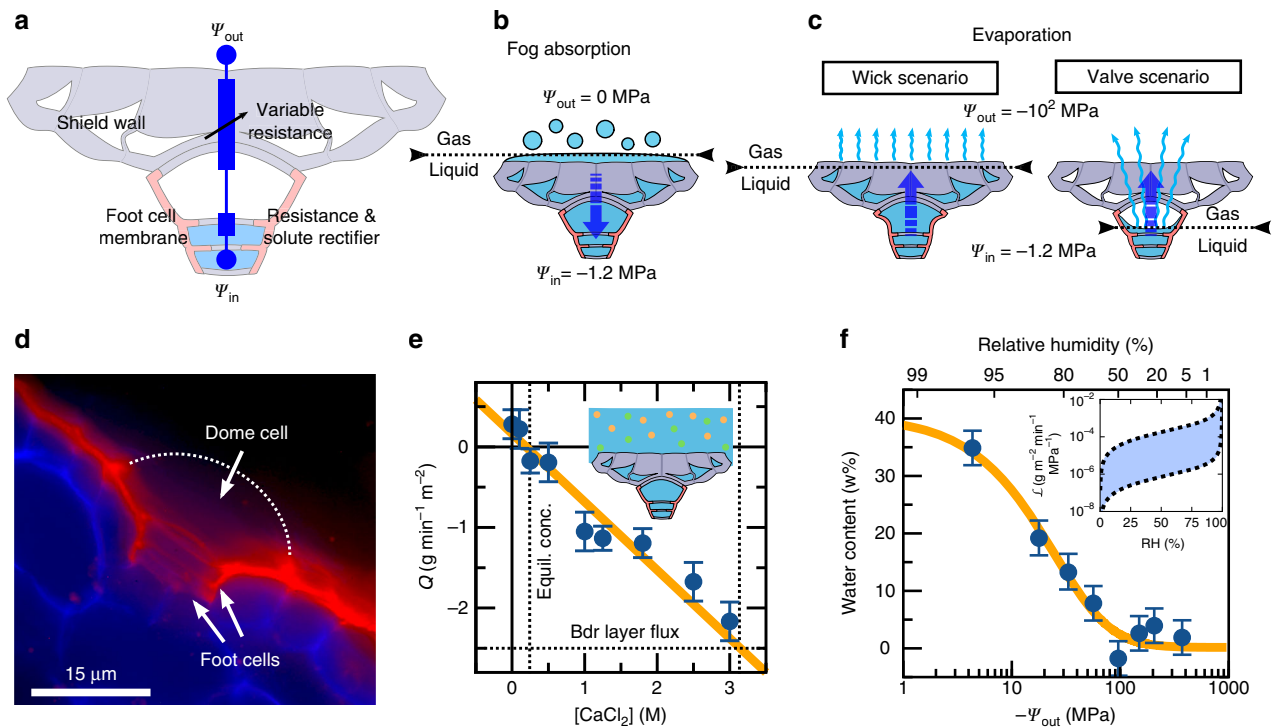 a
Ψout
Shield wall
Variable
resistance
Foot cell
membrane
Resistance &
solute rectifier
Ψin
b
Fog absorption
Ψout = 0 MPa
Gas
Liquid
Ψin = –1.2 MPa
c
Evaporation
Wick scenario
Valve scenario
Ψout = –10² MPa
Gas
Liquid
Gas
Liquid
Ψin = –1.2 MPa
d
Dome cell
Foot cells
15 μm
e
Q (g min⁻¹ m⁻²)
0
–1
–2
Equil. conc.
Bdr layer flux
0 1 2 3
[CaCl₂] (M)
f
Relative humidity (%)
99 95 80 50 20 5 1
Water content (w%)
40
30
20
10
0
ℒ (g m⁻² min⁻¹
MPa⁻¹)
10⁻²
10⁻⁴
10⁻⁶
10⁻⁸
0 25 50 75 100
RH (%)
1 10 100 1000
–Ψout (MPa)